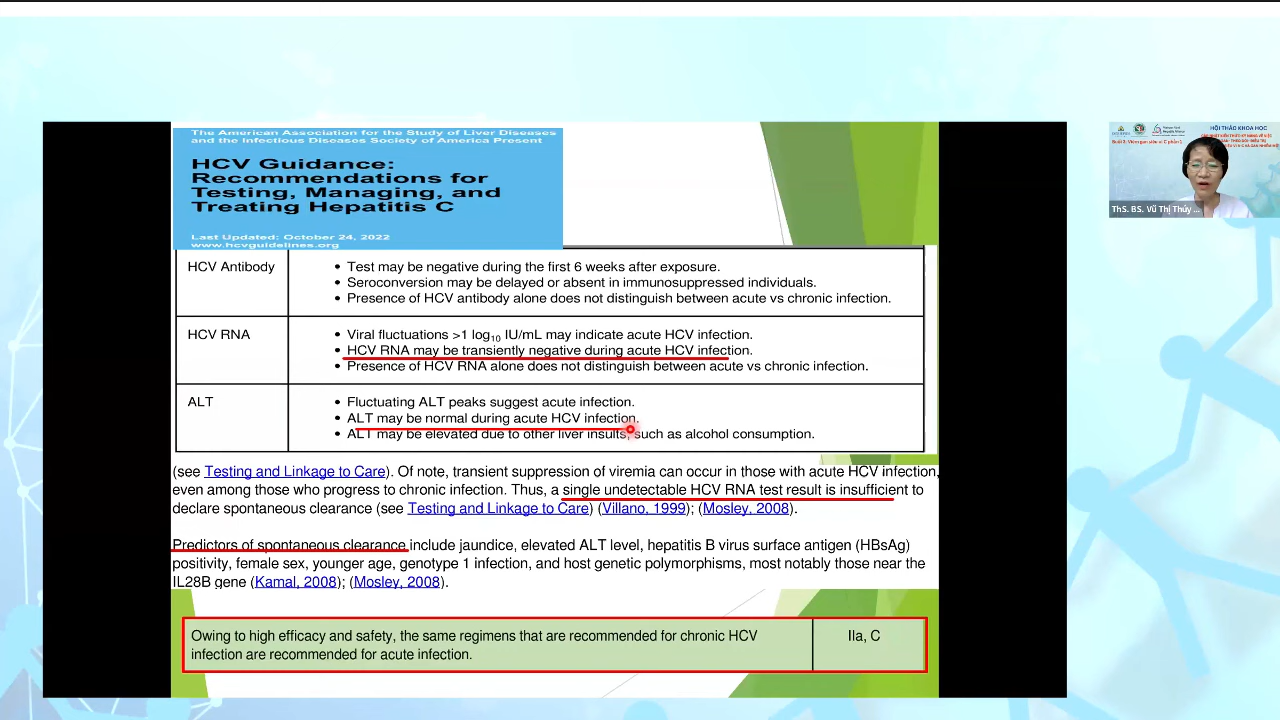 The American Association for the Study of Liver Diseases
and the Infectious Diseases Society of America Present
HCV Guidance:
Recommendations for
Testing, Managing, and
Treating Hepatitis C
Last Updated: October 24, 2022
www.hcvguidelines.org
HCV Antibody
• Test may be negative during the first 6 weeks after exposure.
• Seroconversion may be delayed or absent in immunosuppressed individuals.
• Presence of HCV antibody alone does not distinguish between acute vs chronic infection.
HCV RNA
• Viral fluctuations >1 log10 IU/mL may indicate acute HCV infection.
• HCV RNA may be transiently negative during acute HCV infection.
• Presence of HCV RNA alone does not distinguish between acute vs chronic infection.
ALT
• Fluctuating ALT peaks suggest acute infection.
• ALT may be normal during acute HCV infection.
• ALT may be elevated due to other liver insults, such as alcohol consumption.
(see Testing and Linkage to Care). Of note, transient suppression of viremia can occur in those with acute HCV infection,
even among those who progress to chronic infection. Thus, a single undetectable HCV RNA test result is insufficient to
declare spontaneous clearance (see Testing and Linkage to Care) (Villano, 1999); (Mosley, 2008).
Predictors of spontaneous clearance include jaundice, elevated ALT level, hepatitis B virus surface antigen (HBsAg)
positivity, female sex, younger age, genotype 1 infection, and host genetic polymorphisms, most notably those near the
IL28B gene (Kamal, 2008); (Mosley, 2008).
Owing to high efficacy and safety, the same regimens that are recommended for chronic HCV
infection are recommended for acute infection.
IIa, C
HỘI THẢO KHOA HỌC
ThS. BS. Vũ Thị Thúy ...